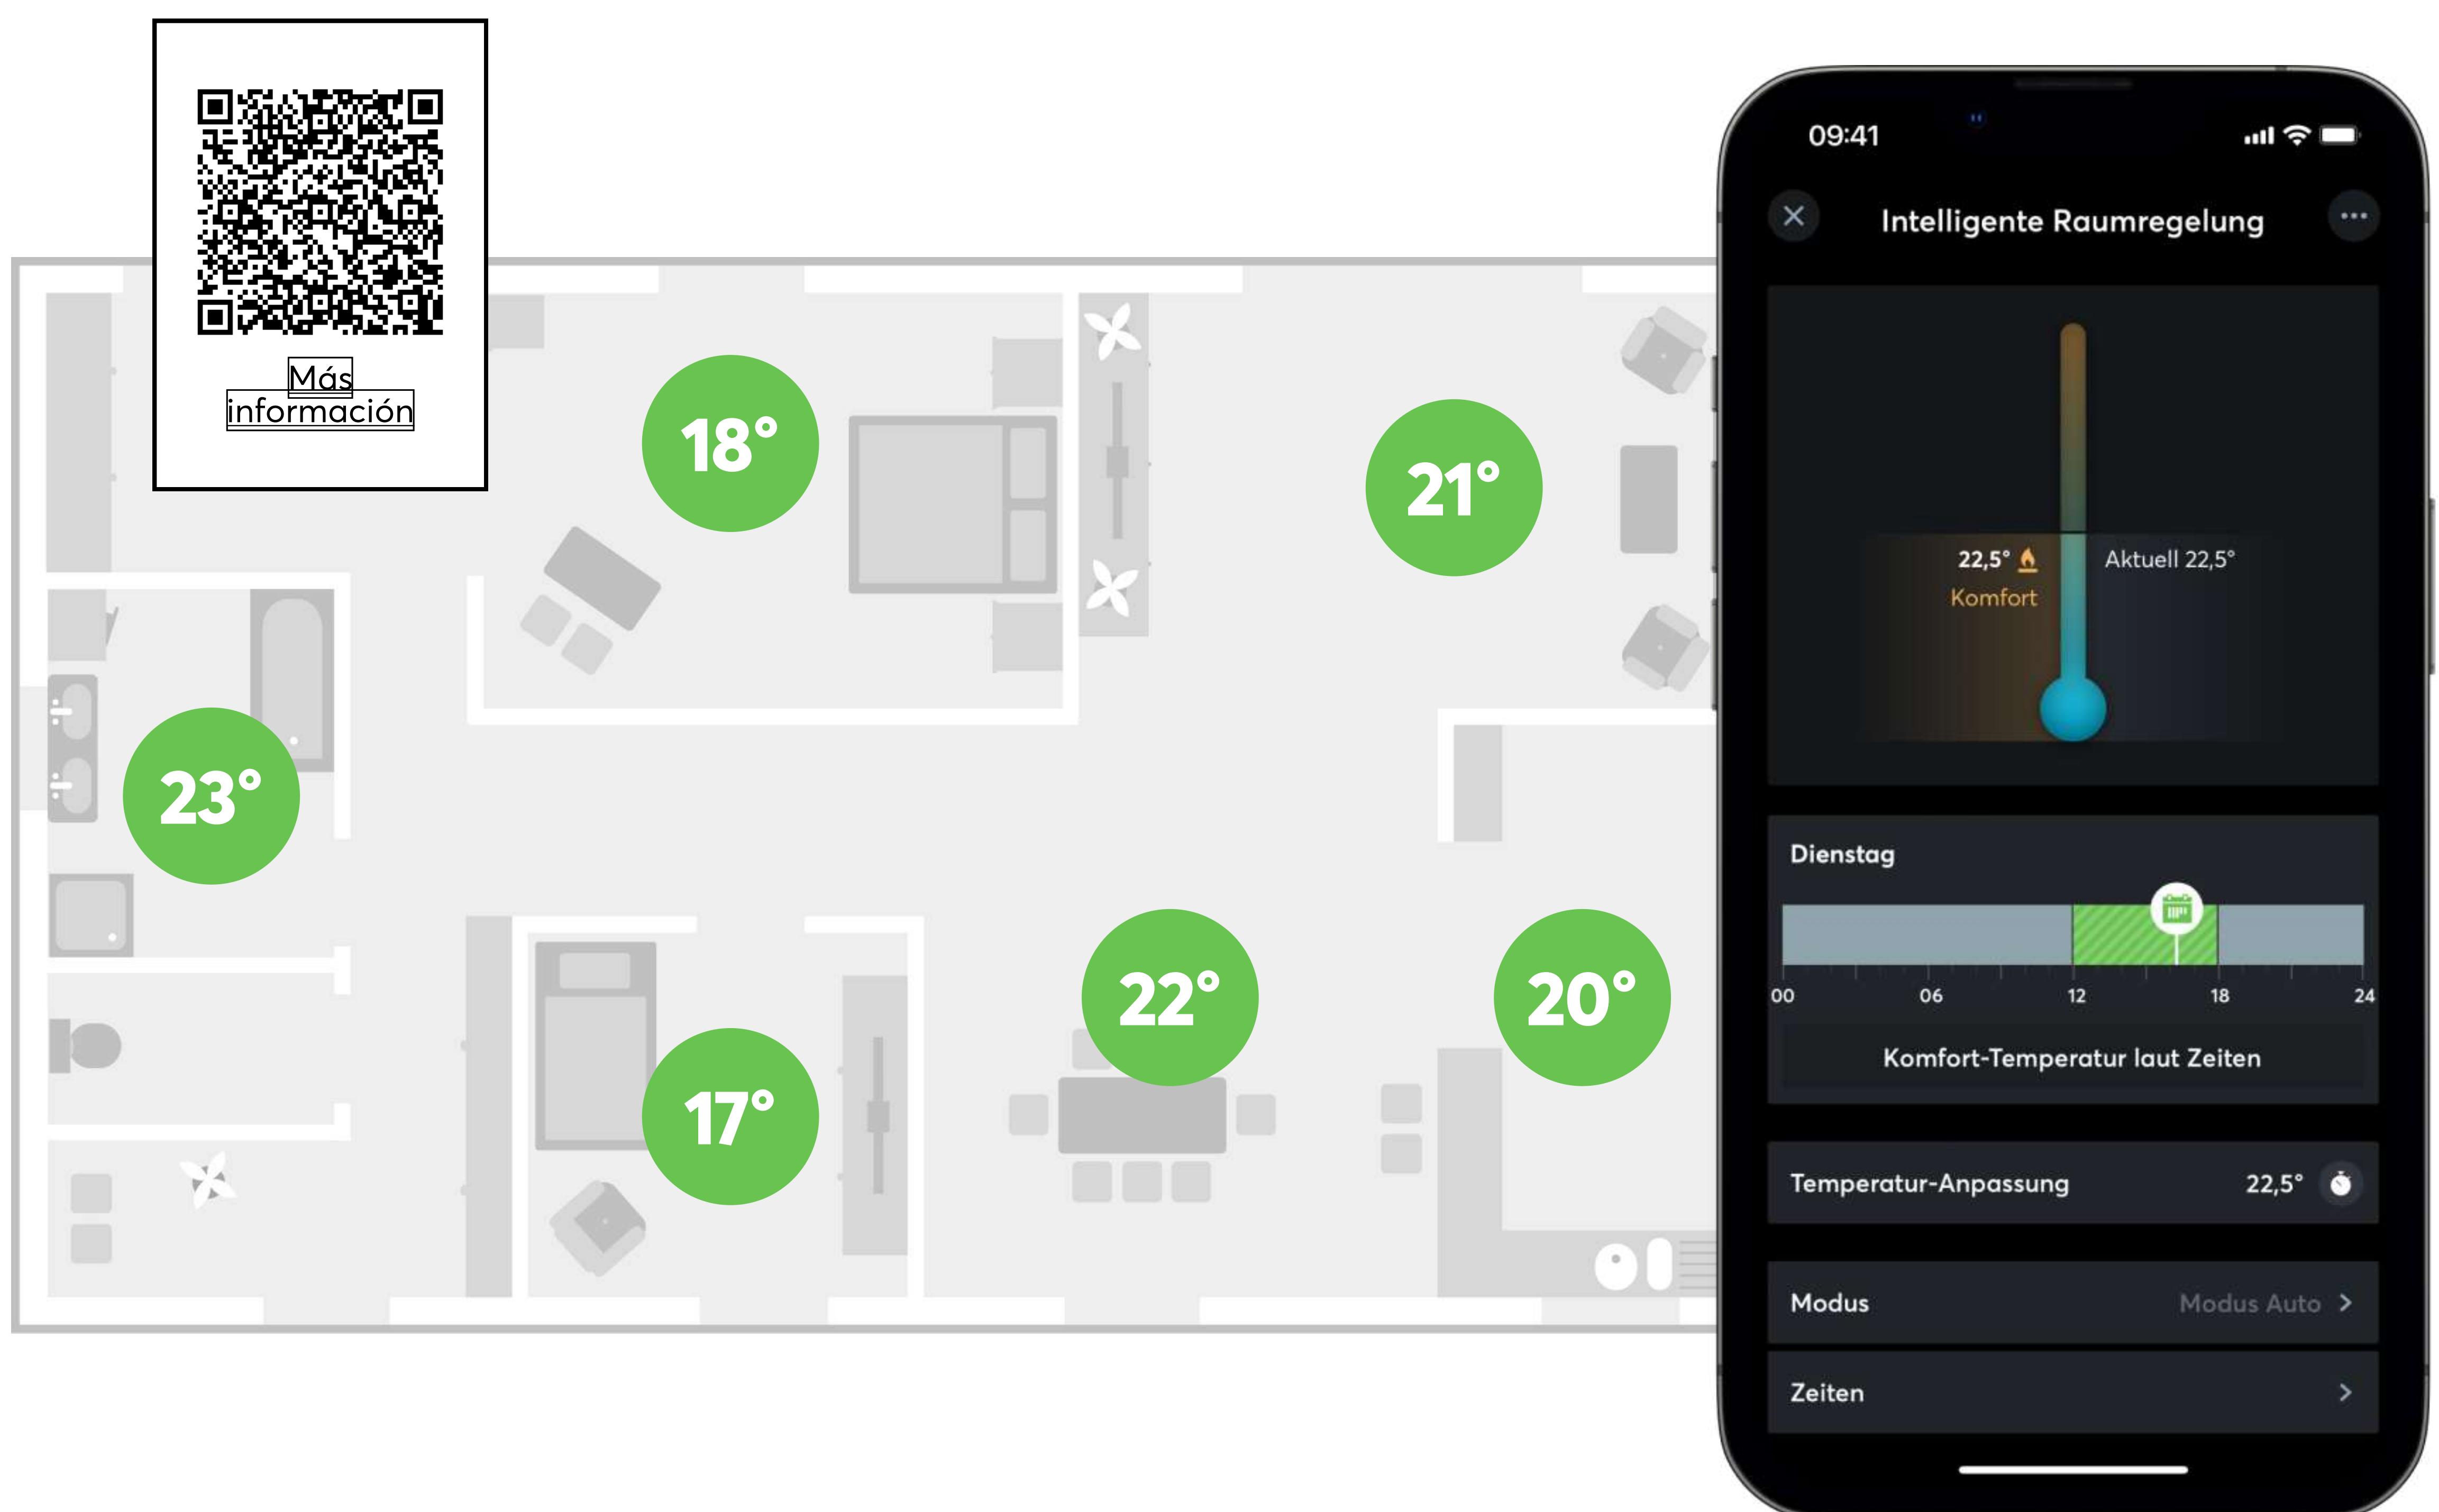 Más
información
18°
21°
23°
22°
20°
17°
09:41
Intelligente Raumregelung
22,5°
Komfort
Aktuell 22,5°
Dienstag
00 06 12 18 24
Komfort-Temperatur laut Zeiten
Temperatur-Anpassung 22,5°
Modus Modus Auto >
Zeiten >